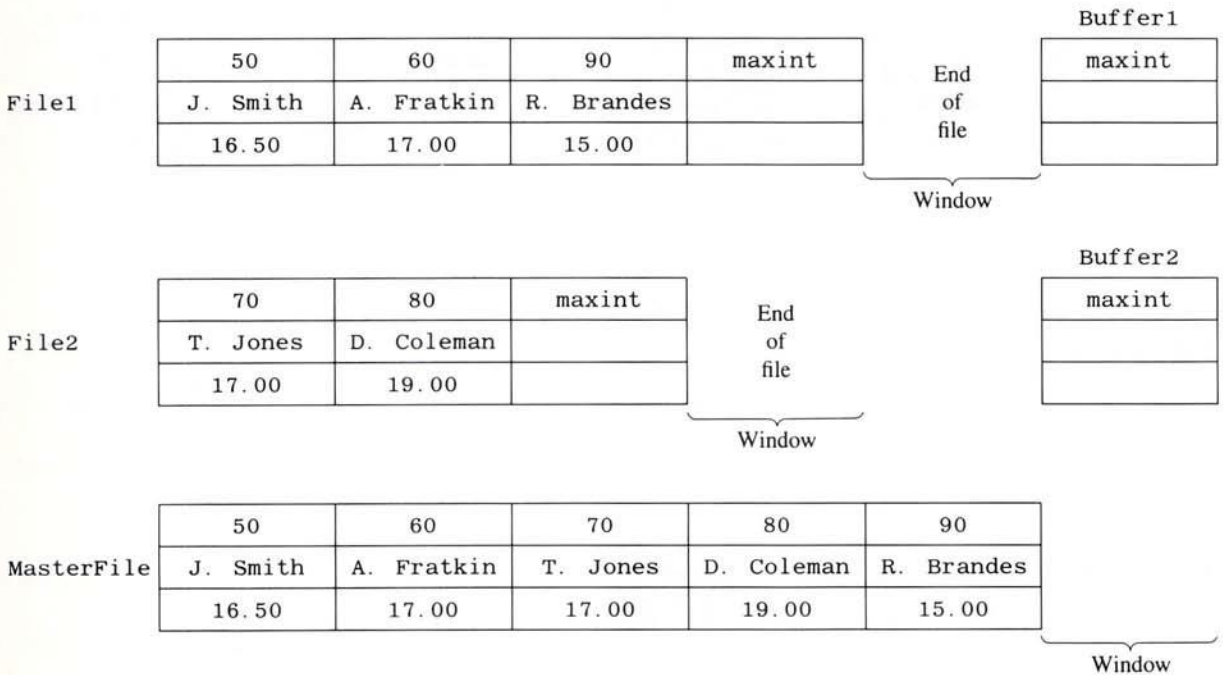 Buffer1
50 60 90 maxint End of file maxint
File1 J. Smith A. Fratkin R. Brandes
16.50 17.00 15.00
Window
Buffer2
70 80 maxint End of file maxint
File2 T. Jones D. Coleman
17.00 19.00
Window
50 60 70 80 90
MasterFile J. Smith A. Fratkin T. Jones D. Coleman R. Brandes
16.50 17.00 17.00 19.00 15.00
Window